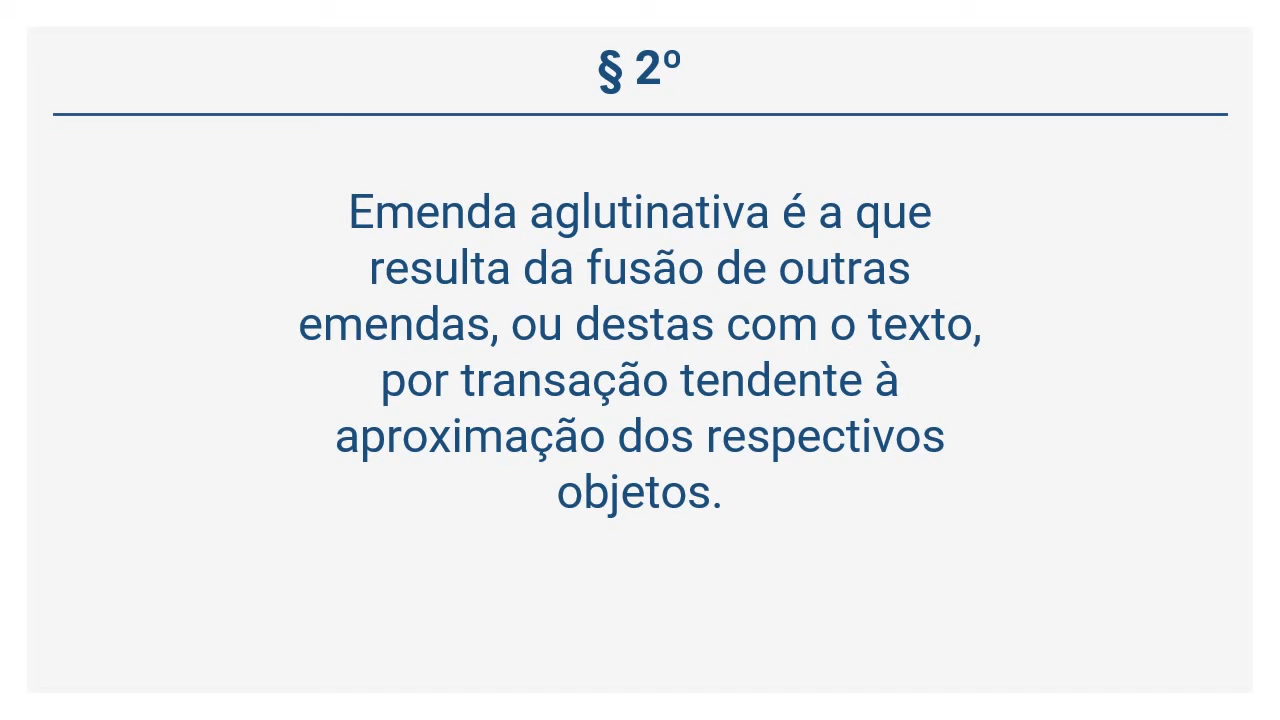 § 2º
Emenda aglutinativa é a que
resulta da fusão de outras
emendas, ou destas com o texto,
por transação tendente à
aproximação dos respectivos
objetos.